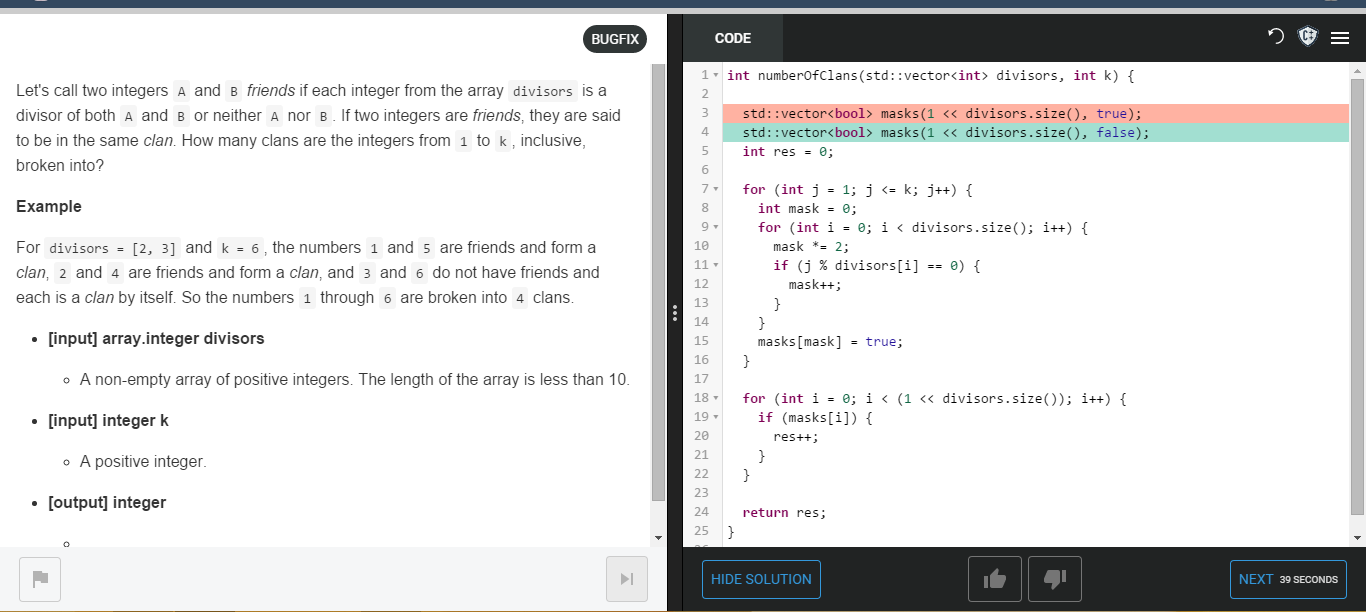 BUGFIX
Let's call two integers A and B friends if each integer from the array divisors is a
divisor of both A and B or neither A nor B . If two integers are friends, they are said
to be in the same clan. How many clans are the integers from 1 to k , inclusive,
broken into?
Example
For divisors = [2, 3] and k = 6 , the numbers 1 and 5 are friends and form a
clan, 2 and 4 are friends and form a clan, and 3 and 6 do not have friends and
each is a clan by itself. So the numbers 1 through 6 are broken into 4 clans.
• [input] array.integer divisors
◦ A non-empty array of positive integers. The length of the array is less than 10.
• [input] integer k
◦ A positive integer.
• [output] integer
CODE
1 int numberOfClans(std::vector<int> divisors, int k) {
2
3 std::vector<bool> masks(1 << divisors.size(), true);
4 std::vector<bool> masks(1 << divisors.size(), false);
5 int res = 0;
6
7 for (int j = 1; j <= k; j++) {
8 int mask = 0;
9 for (int i = 0; i < divisors.size(); i++) {
10 mask *= 2;
11 if (j % divisors[i] == 0) {
12 mask++;
13 }
14 }
15 masks[mask] = true;
16 }
17
18 for (int i = 0; i < (1 << divisors.size()); i++) {
19 if (masks[i]) {
20 res++;
21 }
22 }
23
24 return res;
25 }
HIDE SOLUTION
NEXT 39 SECONDS